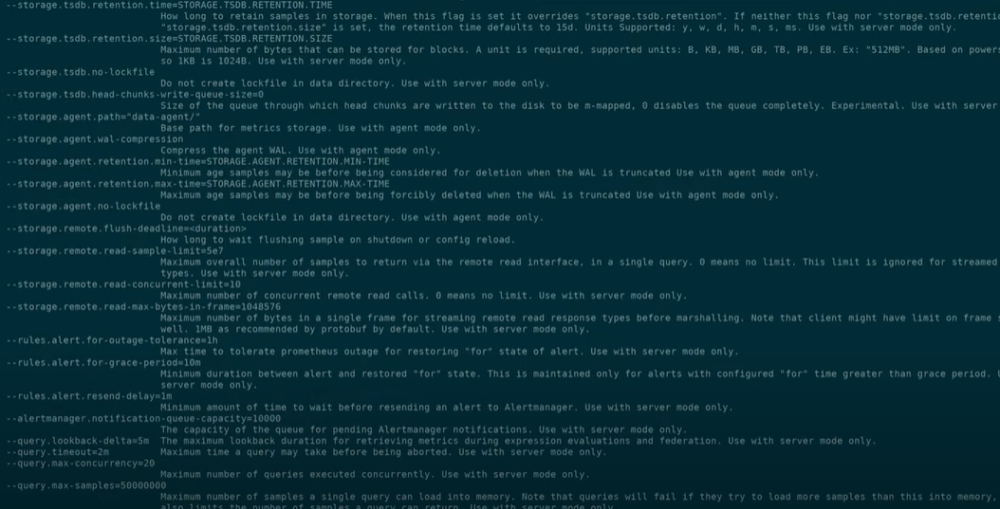 --storage.tsdb.retention.time=STORAGE.TSDB.RETENTION.TIME
How long to retain samples in storage. When this flag is set it overrides "storage.tsdb.retention". If neither this flag nor "storage.tsdb.retentio
"storage.tsdb.retention.size" is set, the retention time defaults to 15d. Units Supported: y, w, d, h, m, s, ms. Use with server mode only.
--storage.tsdb.retention.size=STORAGE.TSDB.RETENTION.SIZE
Maximum number of bytes that can be stored for blocks. A unit is required, supported units: B, KB, MB, GB, TB, PB, EB. Ex: "512MB". Based on powers
so 1KB is 1024B. Use with server mode only.
--storage.tsdb.no-lockfile
Do not create lockfile in data directory. Use with server mode only.
--storage.tsdb.head-chunks-write-queue-size=0
Size of the queue through which head chunks are written to the disk to be m-mapped, 0 disables the queue completely. Experimental. Use with server
--storage.agent.path="data-agent/"
Base path for metrics storage. Use with agent mode only.
--storage.agent.wal-compression
Compress the agent WAL. Use with agent mode only.
--storage.agent.retention.min-time=STORAGE.AGENT.RETENTION.MIN-TIME
Minimum age samples may be before being considered for deletion when the WAL is truncated Use with agent mode only.
--storage.agent.retention.max-time=STORAGE.AGENT.RETENTION.MAX-TIME
Maximum age samples may be before being forcibly deleted when the WAL is truncated Use with agent mode only.
--storage.agent.no-lockfile
Do not create lockfile in data directory. Use with agent mode only.
--storage.remote.flush-deadline=<duration>
How long to wait flushing sample on shutdown or config reload.
--storage.remote.read-sample-limit=5e7
Maximum overall number of samples to return via the remote read interface, in a single query. 0 means no limit. This limit is ignored for streamed
types. Use with server mode only.
--storage.remote.read-concurrent-limit=10
Maximum number of concurrent remote read calls. 0 means no limit. Use with server mode only.
--storage.remote.read-max-bytes-in-frame=1048576
Maximum number of bytes in a single frame for streaming remote read response types before marshalling. Note that client might have limit on frame s
well. 1MB as recommended by protobuf by default. Use with server mode only.
--rules.alert.for-outage-tolerance=1h
Max time to tolerate prometheus outage for restoring "for" state of alert. Use with server mode only.
--rules.alert.for-grace-period=10m
Minimum duration between alert and restored "for" state. This is maintained only for alerts with configured "for" time greater than grace period. U
server mode only.
--rules.alert.resend-delay=1m
Minimum amount of time to wait before resending an alert to Alertmanager. Use with server mode only.
--alertmanager.notification-queue-capacity=10000
The capacity of the queue for pending Alertmanager notifications. Use with server mode only.
--query.lookback-delta=5m The maximum lookback duration for retrieving metrics during expression evaluations and federation. Use with server mode only.
--query.timeout=2m Maximum time a query may take before being aborted. Use with server mode only.
--query.max-concurrency=20
Maximum number of queries executed concurrently. Use with server mode only.
--query.max-samples=50000000
Maximum number of samples a single query can load into memory. Note that queries will fail if they try to load more samples than this into memory,
also limits the number of samples a query can return. Use with server mode only.